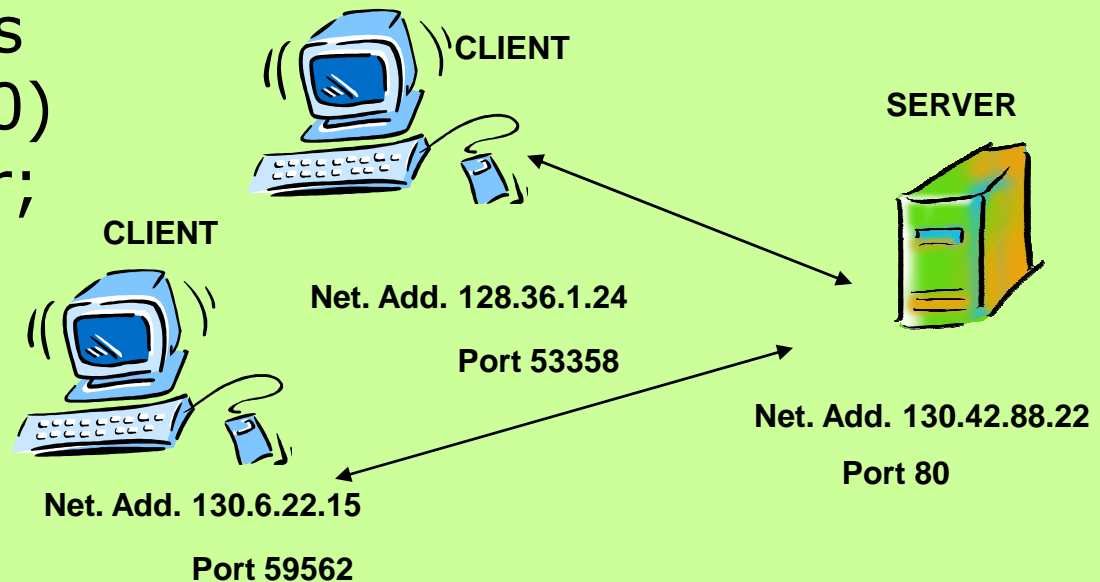 s
0)
r;
CLIENT
SERVER
CLIENT
Net. Add. 128.36.1.24
Port 53358
Net. Add. 130.42.88.22
Port 80
Net. Add. 130.6.22.15
Port 59562